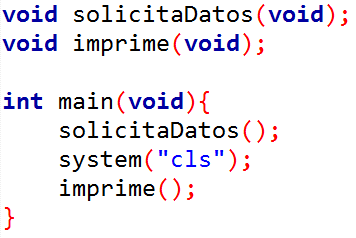 void solicitaDatos(void);
void imprime(void);
int main(void){
    solicitaDatos();
    system("cls");
    imprime();
}